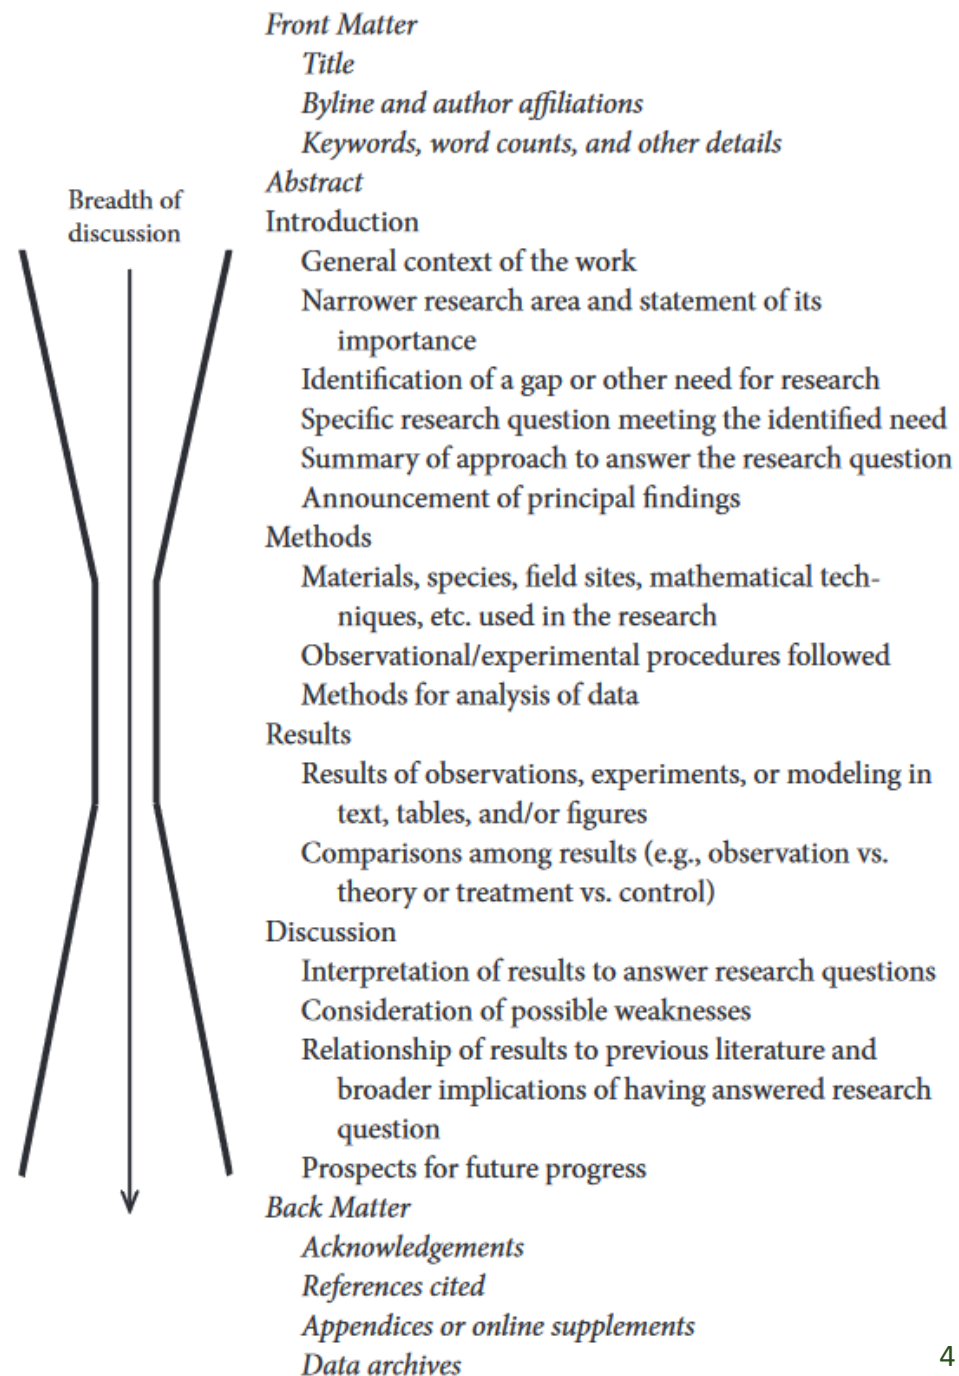 Front Matter
Title
Byline and author affiliations
Keywords, word counts, and other details
Abstract
Breadth of
discussion
Introduction
General context of the work
Narrower research area and statement of its
importance
Identification of a gap or other need for research
Specific research question meeting the identified need
Summary of approach to answer the research question
Announcement of principal findings
Methods
Materials, species, field sites, mathematical tech-
niques, etc. used in the research
Observational/experimental procedures followed
Methods for analysis of data
Results
Results of observations, experiments, or modeling in
text, tables, and/or figures
Comparisons among results (e.g., observation vs.
theory or treatment vs. control)
Discussion
Interpretation of results to answer research questions
Consideration of possible weaknesses
Relationship of results to previous literature and
broader implications of having answered research
question
Prospects for future progress
Back Matter
Acknowledgements
References cited
Appendices or online supplements
Data archives
4